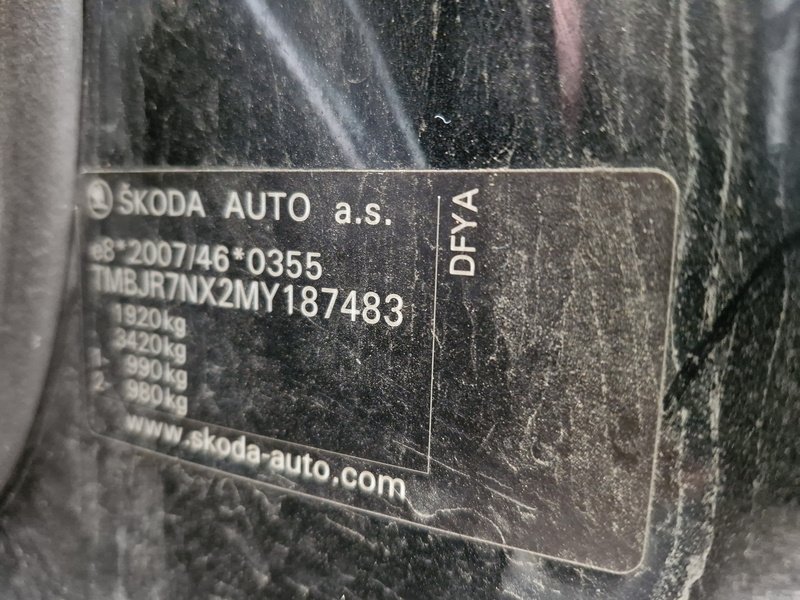 ŠKODA AUTO a.s.
e8*2007/46*0355
TMBJR7NX2MY187483
1920kg
3420kg
1- 990kg
2- 980kg
www.skoda-auto.com
DFYA